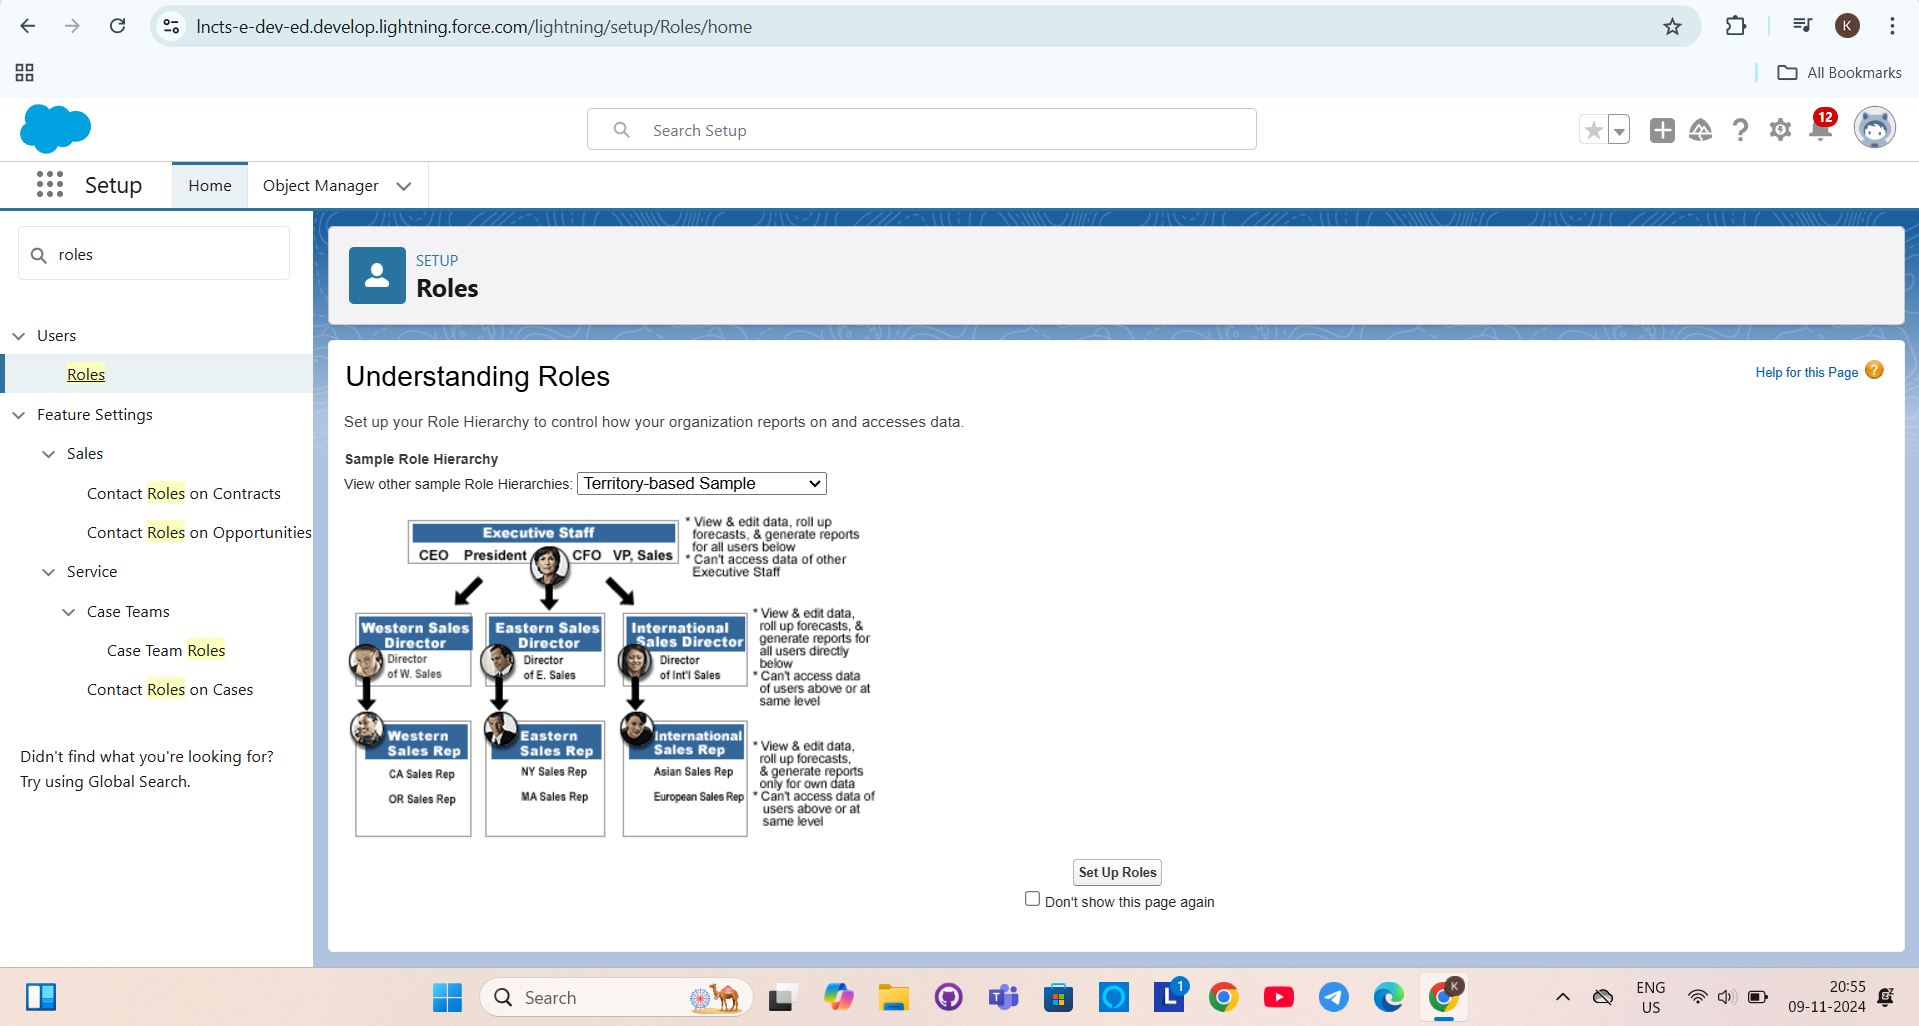 lncts-e-dev-ed.develop.lightning.force.com/lightning/setup/Roles/home
K
All Bookmarks
Search Setup
12
Setup
Home
Object Manager
roles
Users
Roles
Feature Settings
Sales
Contact Roles on Contracts
Contact Roles on Opportunities
Service
Case Teams
Case Team Roles
Contact Roles on Cases
Didn't find what you're looking for?
Try using Global Search.
SETUP
Roles
Understanding Roles
Help for this Page ?
Set up your Role Hierarchy to control how your organization reports on and accesses data.
Sample Role Hierarchy
View other sample Role Hierarchies: Territory-based Sample
Executive Staff
CEO President CFO VP, Sales
* View & edit data, roll up
forecasts, & generate reports
for all users below
* Can't access data of other
Executive Staff
Western Sales
Director
Director
of W. Sales
Eastern Sales
Director
Director
of E. Sales
International
Sales Director
Director
of Int'l Sales
* View & edit data,
roll up forecasts, &
generate reports for
all users directly
below
* Can't access data
of users above or at
same level
Western
Sales Rep
CA Sales Rep
OR Sales Rep
Eastern
Sales Rep
NY Sales Rep
MA Sales Rep
International
Sales Rep
Asian Sales Rep
European Sales Rep
* View & edit data,
roll up forecasts,
& generate reports
only for own data
* Can't access data of
users above or at
same level
Set Up Roles
Don't show this page again
Search
1
K
ENG
US
20:55
09-11-2024